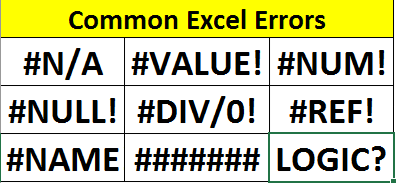 Common Excel Errors
#N/A #VALUE! #NUM!
#NULL! #DIV/0! #REF!
#NAME ####### LOGIC?